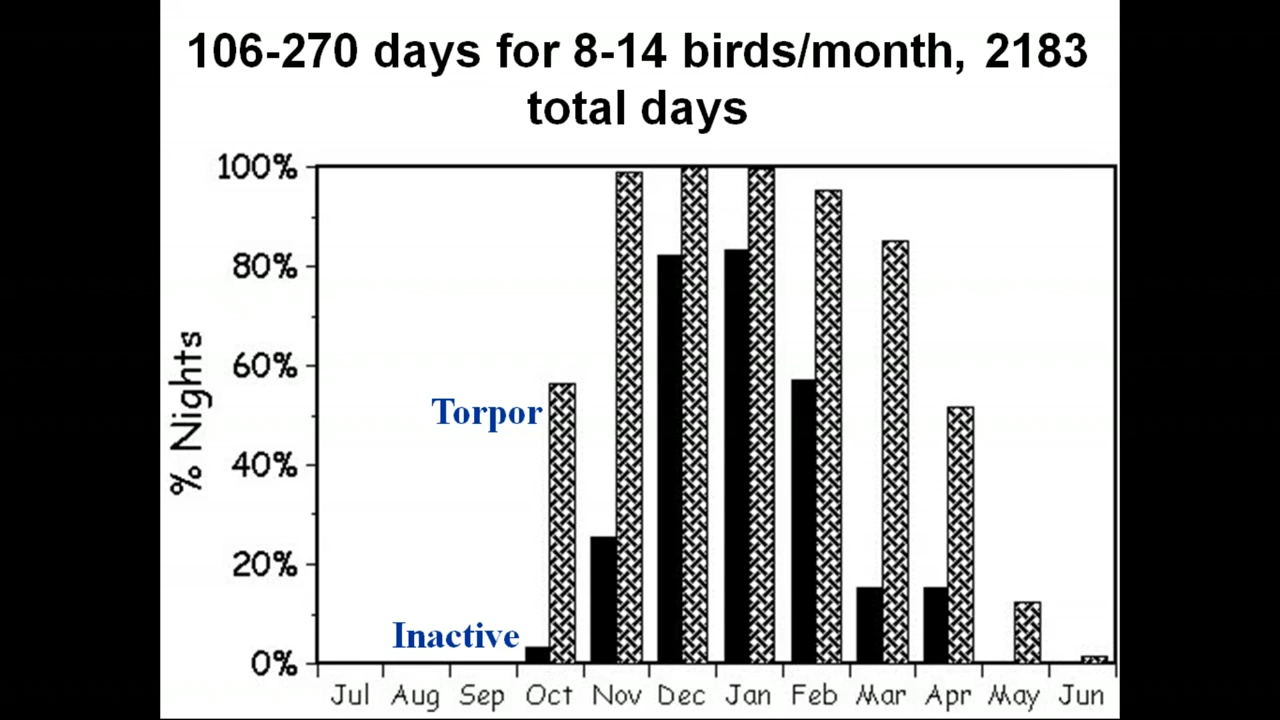 106-270 days for 8-14 birds/month, 2183
total days
100%
80%
60%
40%
20%
0%
% Nights
Torpor
Inactive
Jul Aug Sep Oct Nov Dec Jan Feb Mar Apr May Jun